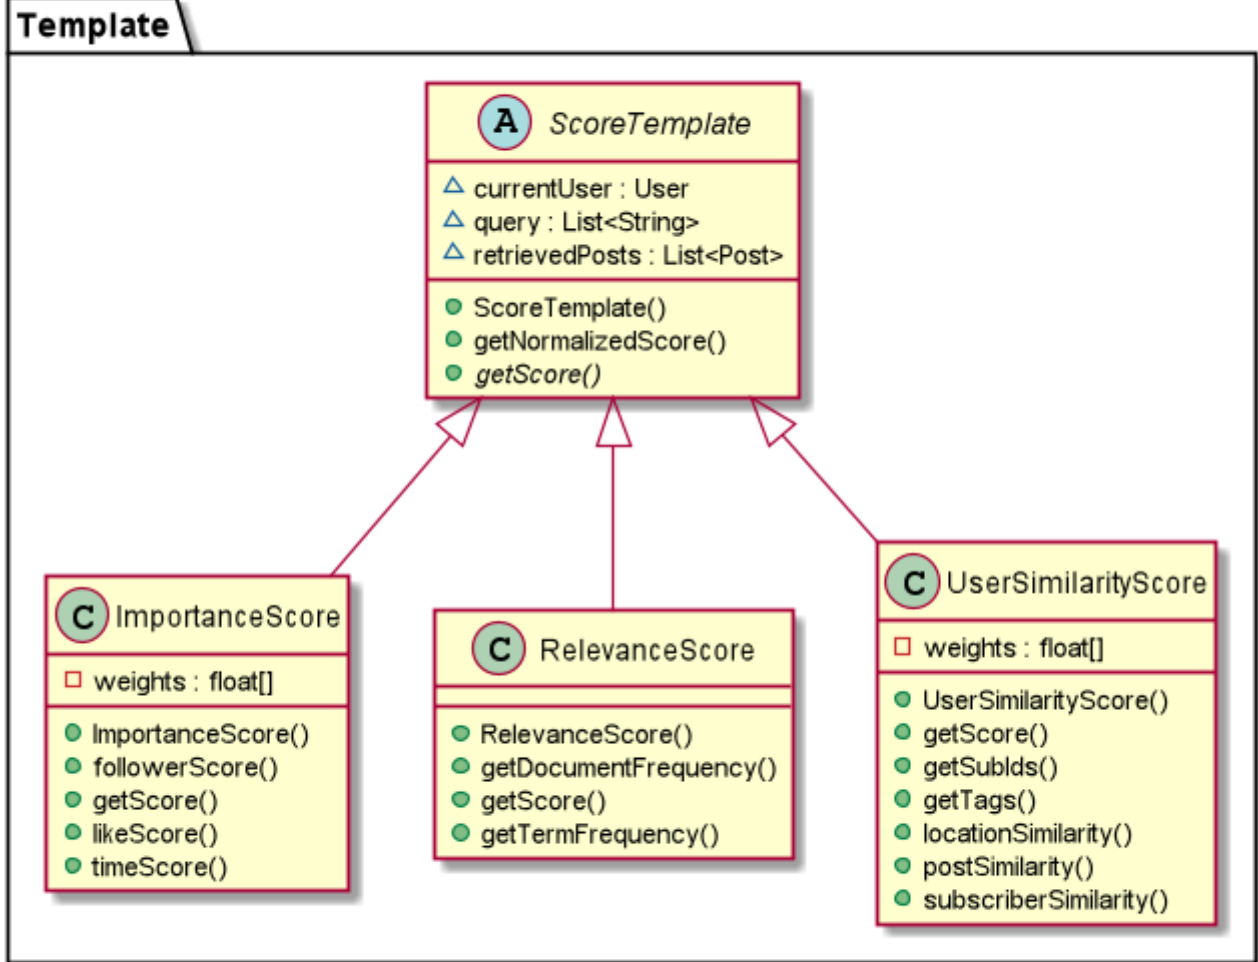 Template
A ScoreTemplate
currentUser : User
query : List<String>
retrievedPosts : List<Post>
ScoreTemplate()
getNormalizedScore()
getScore()
C ImportanceScore
weights : float[]
ImportanceScore()
followerScore()
getScore()
likeScore()
timeScore()
C RelevanceScore
RelevanceScore()
getDocumentFrequency()
getScore()
getTermFrequency()
C UserSimilarityScore
weights : float[]
UserSimilarityScore()
getScore()
getSubIds()
getTags()
locationSimilarity()
postSimilarity()
subscriberSimilarity()